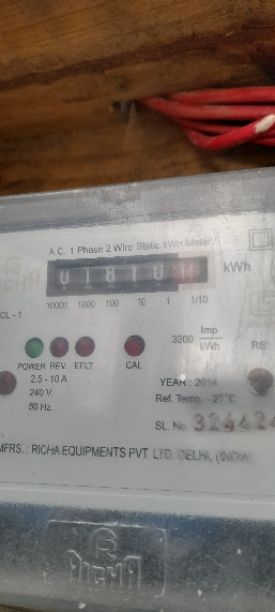 A.C. 1 Phase 2 Wire Static kWh Meter
01810 kWh
10000 1000 100 10 1 1/10
CL - 1
3200 Imp/kWh
POWER REV. EFLT CAL
2.5 - 10 A
240 V.
50 Hz.
YEAR : 2014
Ref. Temp. - 27°C
SL. No.
MFRS. : RICHA EQUIPMENTS PVT. LTD. DELHI, (INDIA)
RICHA